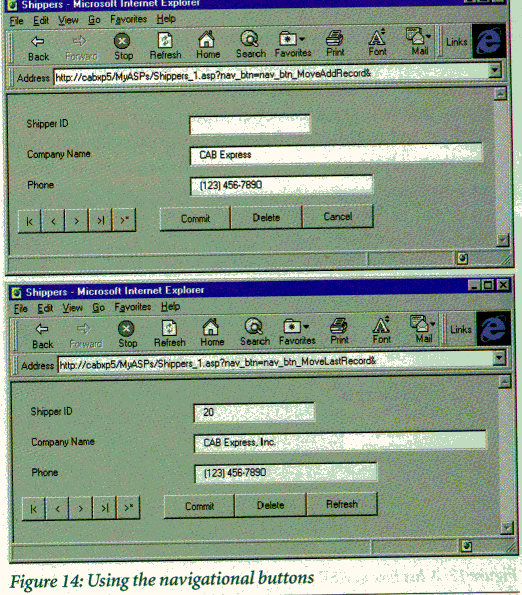 Shippers - Microsoft Internet Explorer
File Edit View Go Favorites Help
Back Forward Stop Refresh Home Search Favorites Print Font Mail Links
Address http://cabxp5/MyASPs/Shippers_1.asp?nav_btn=nav_btn_MoveAddRecord&
Shipper ID
Company Name CAB Express
Phone (123) 456-7890
|< < > >| >* Commit Delete Cancel
Shippers - Microsoft Internet Explorer
File Edit View Go Favorites Help
Back Forward Stop Refresh Home Search Favorites Print Font Mail Links
Address http://cabxp5/MyASPs/Shippers_1.asp?nav_btn=nav_btn_MoveLastRecord&
Shipper ID 20
Company Name CAB Express, Inc.
Phone (123) 456-7890
|< < > >| >* Commit Delete Refresh
Figure 14: Using the navigational buttons